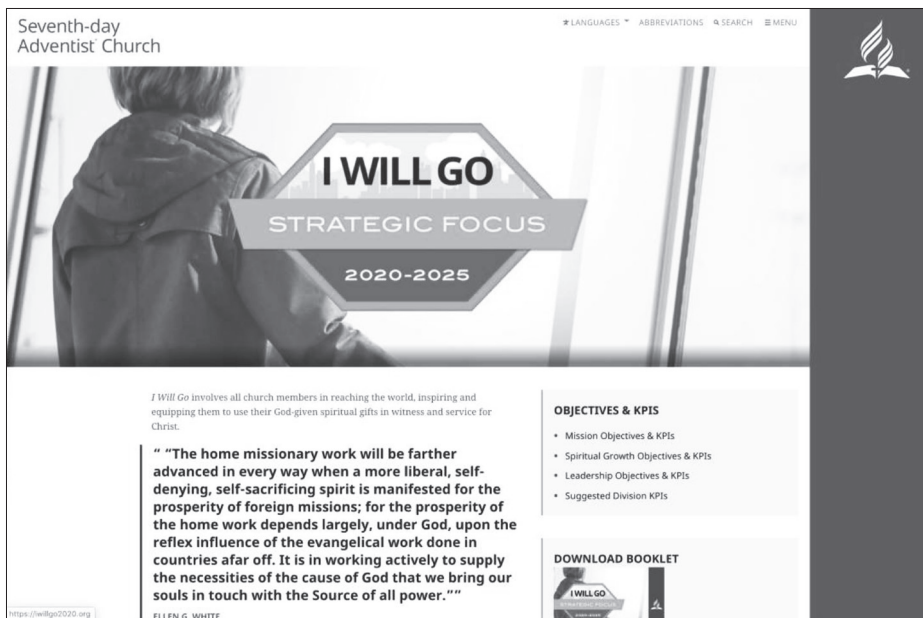 Seventh-day
Adventist® Church
LANGUAGES ABBREVIATIONS SEARCH MENU
I WILL GO
STRATEGIC FOCUS
2020-2025
I Will Go involves all church members in reaching the world, inspiring and
equipping them to use their God-given spiritual gifts in witness and service for
Christ.
“ “The home missionary work will be farther
advanced in every way when a more liberal, self-
denying, self-sacrificing spirit is manifested for the
prosperity of foreign missions; for the prosperity of
the home work depends largely, under God, upon the
reflex influence of the evangelical work done in
countries afar off. It is in working actively to supply
the necessities of the cause of God that we bring our
souls in touch with the Source of all power.””
ELLEN G. WHITE
OBJECTIVES & KPIS
▪ Mission Objectives & KPIs
▪ Spiritual Growth Objectives & KPIs
▪ Leadership Objectives & KPIs
▪ Suggested Division KPIs
DOWNLOAD BOOKLET
I WILL GO
STRATEGIC FOCUS
https://iwillgo2020.org